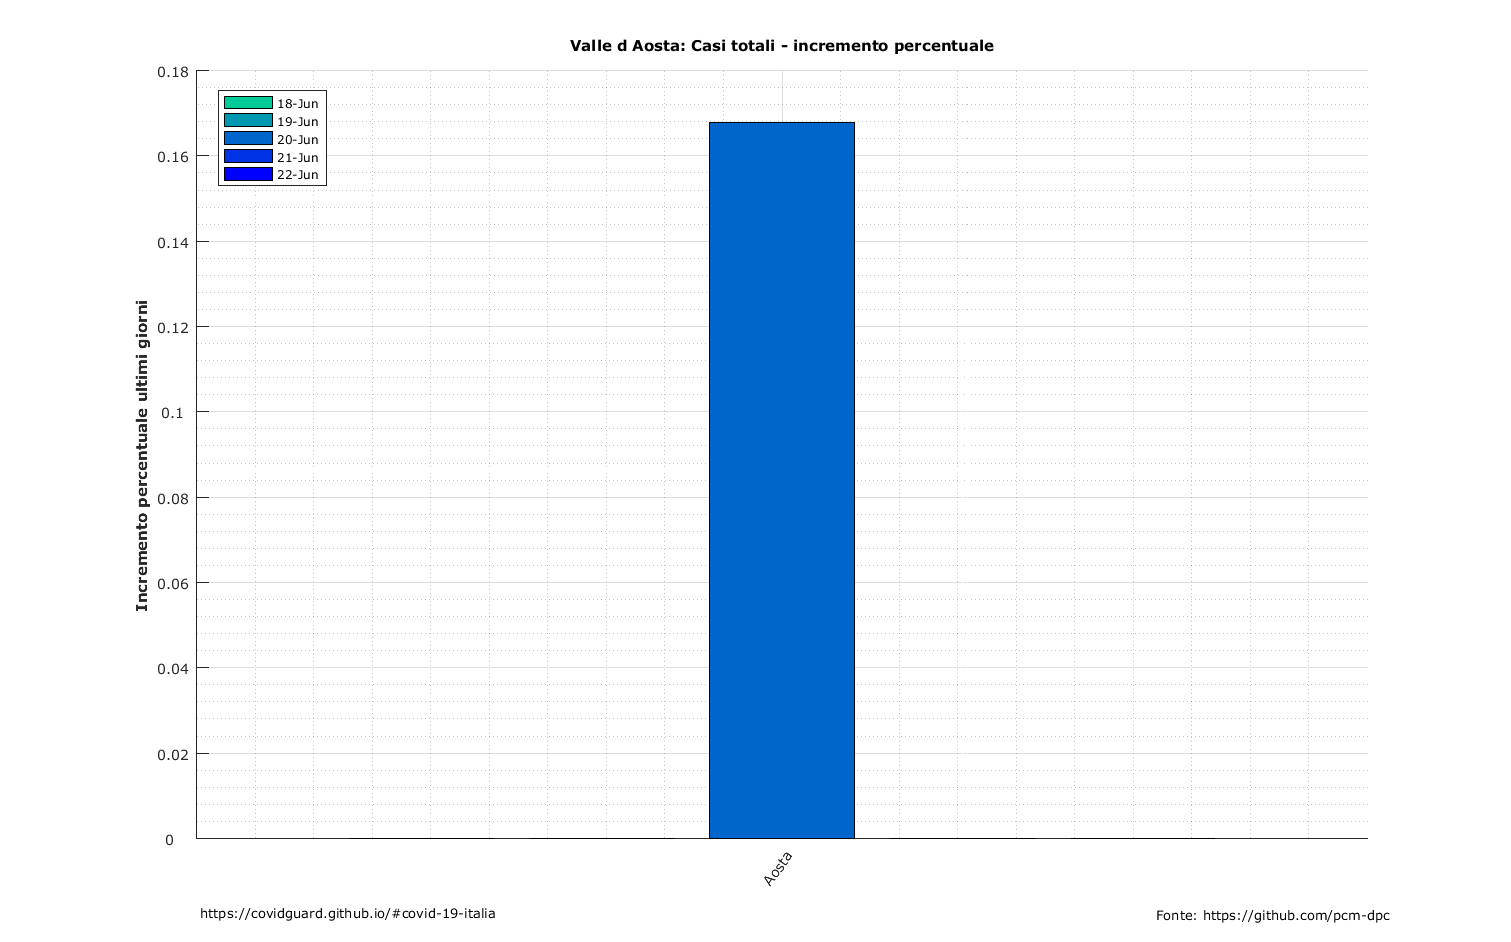 Valle d Aosta: Casi totali - incremento percentuale
18-Jun
19-Jun
20-Jun
21-Jun
22-Jun
Incremento percentuale ultimi giorni
0.18
0.16
0.14
0.12
0.1
0.08
0.06
0.04
0.02
0
Aosta
https://covidguard.github.io/#covid-19-italia
Fonte: https://github.com/pcm-dpc